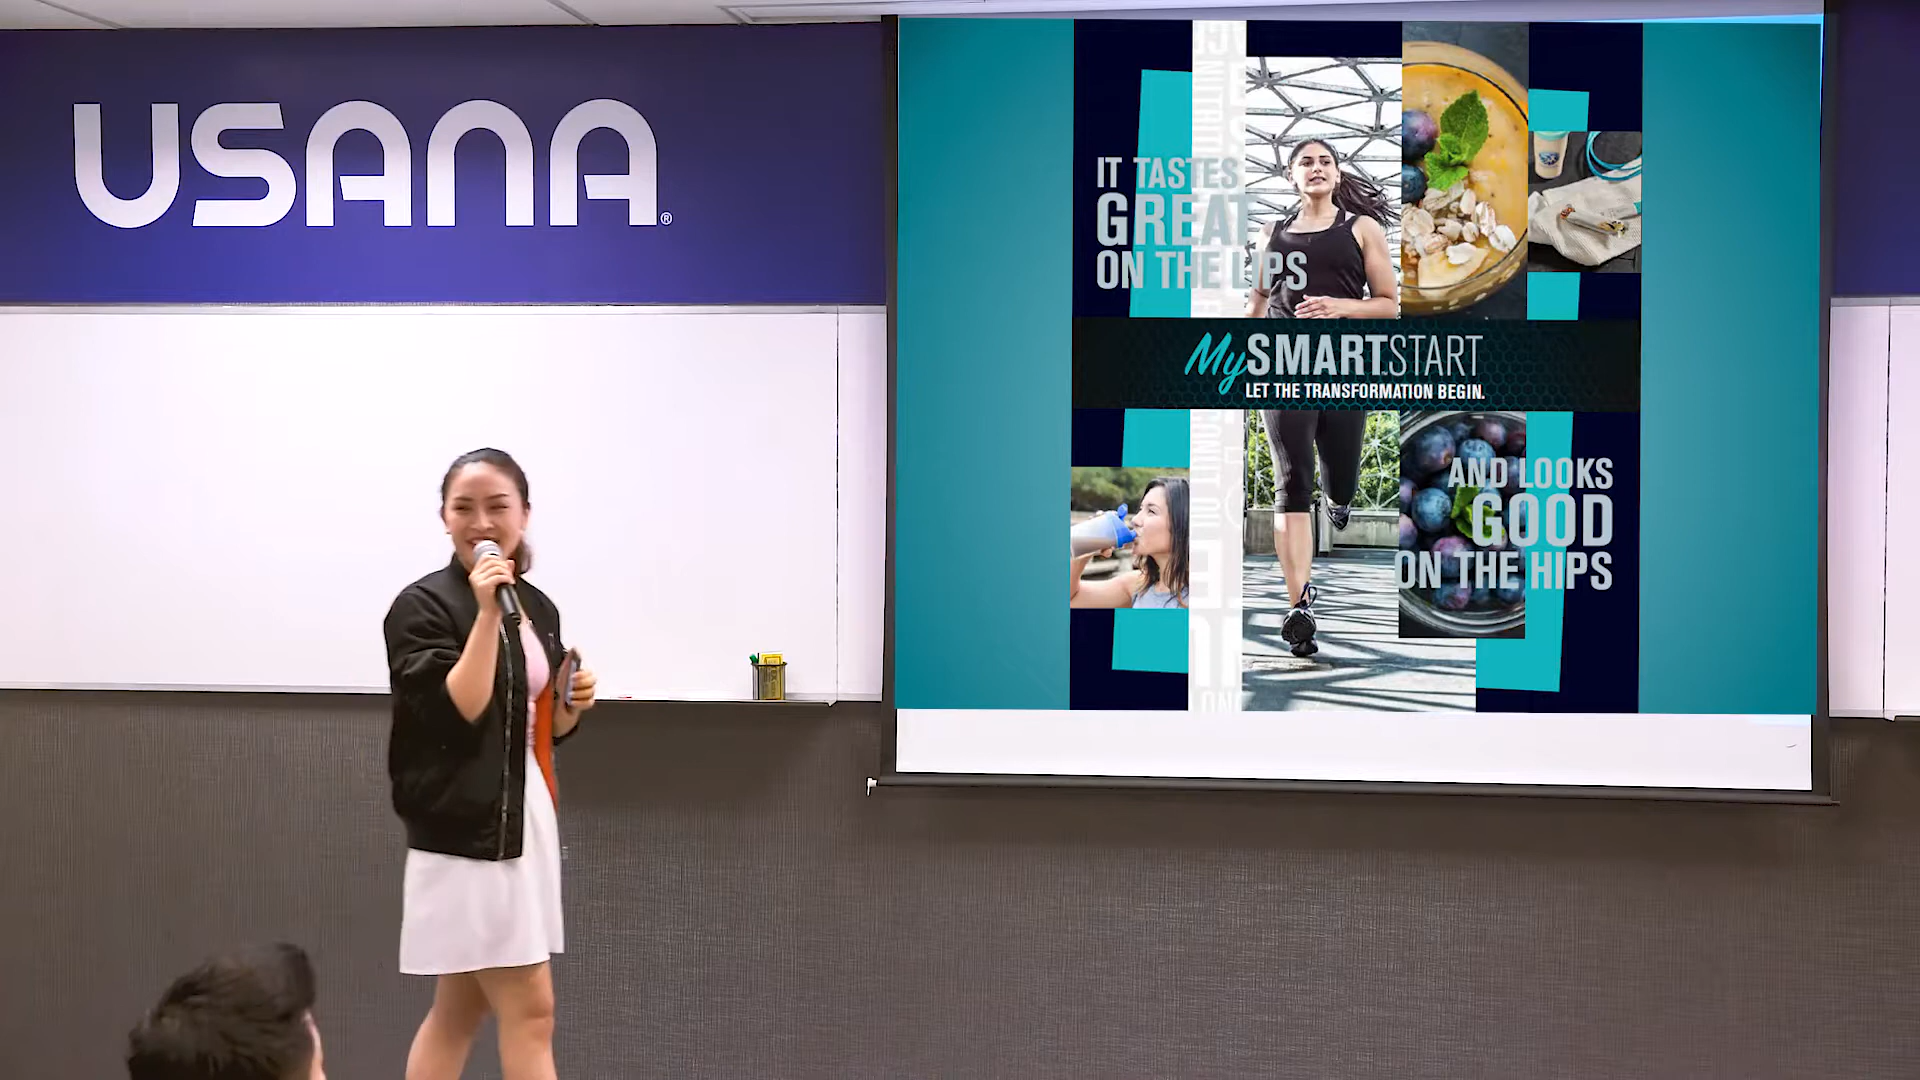 USANA®
IT TASTES
GREAT
ON THE LIPS
MySMARTSTART
LET THE TRANSFORMATION BEGIN.
AND LOOKS
GOOD
ON THE HIPS